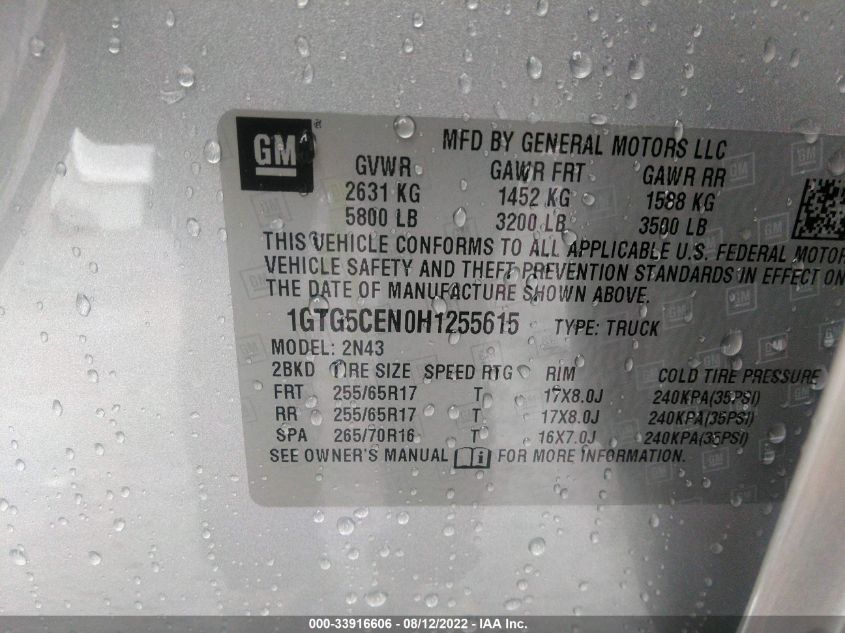 GM
MFD BY GENERAL MOTORS LLC
GVWR GAWR FRT GAWR RR
2631 KG 1452 KG 1588 KG
5800 LB 3200 LB 3500 LB
THIS VEHICLE CONFORMS TO ALL APPLICABLE U.S. FEDERAL MOTOR
VEHICLE SAFETY AND THEFT PREVENTION STANDARDS IN EFFECT ON
THE DATE OF MANUFACTURE SHOWN ABOVE.
1GTG5CEN0H1255615 TYPE: TRUCK
MODEL: 2N43
2BKD TIRE SIZE SPEED RTG RIM COLD TIRE PRESSURE
FRT 255/65R17 T 17X8.0J 240KPA(35PSI)
RR 255/65R17 T 17X8.0J 240KPA(35PSI)
SPA 265/70R16 T 16X7.0J 240KPA(35PSI)
SEE OWNER'S MANUAL i FOR MORE INFORMATION.
000-33916606 - 08/12/2022 - IAA Inc.